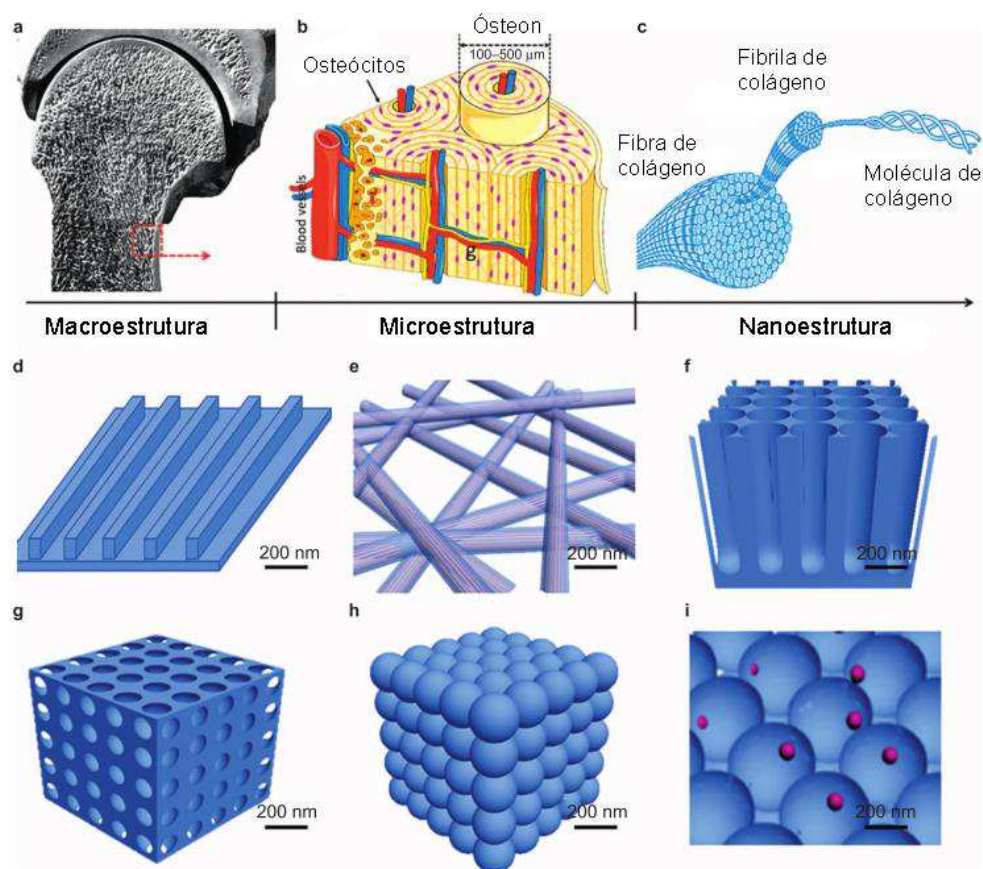 a
b
Ósteon
100–500 μm
Osteócitos
Blood vessels
g
c
Fibrila de
colágeno
Fibra de
colágeno
Molécula de
colágeno
Macroestrutura
Microestrutura
Nanoestrutura
d
200 nm
e
200 nm
f
200 nm
g
200 nm
h
200 nm
i
200 nm